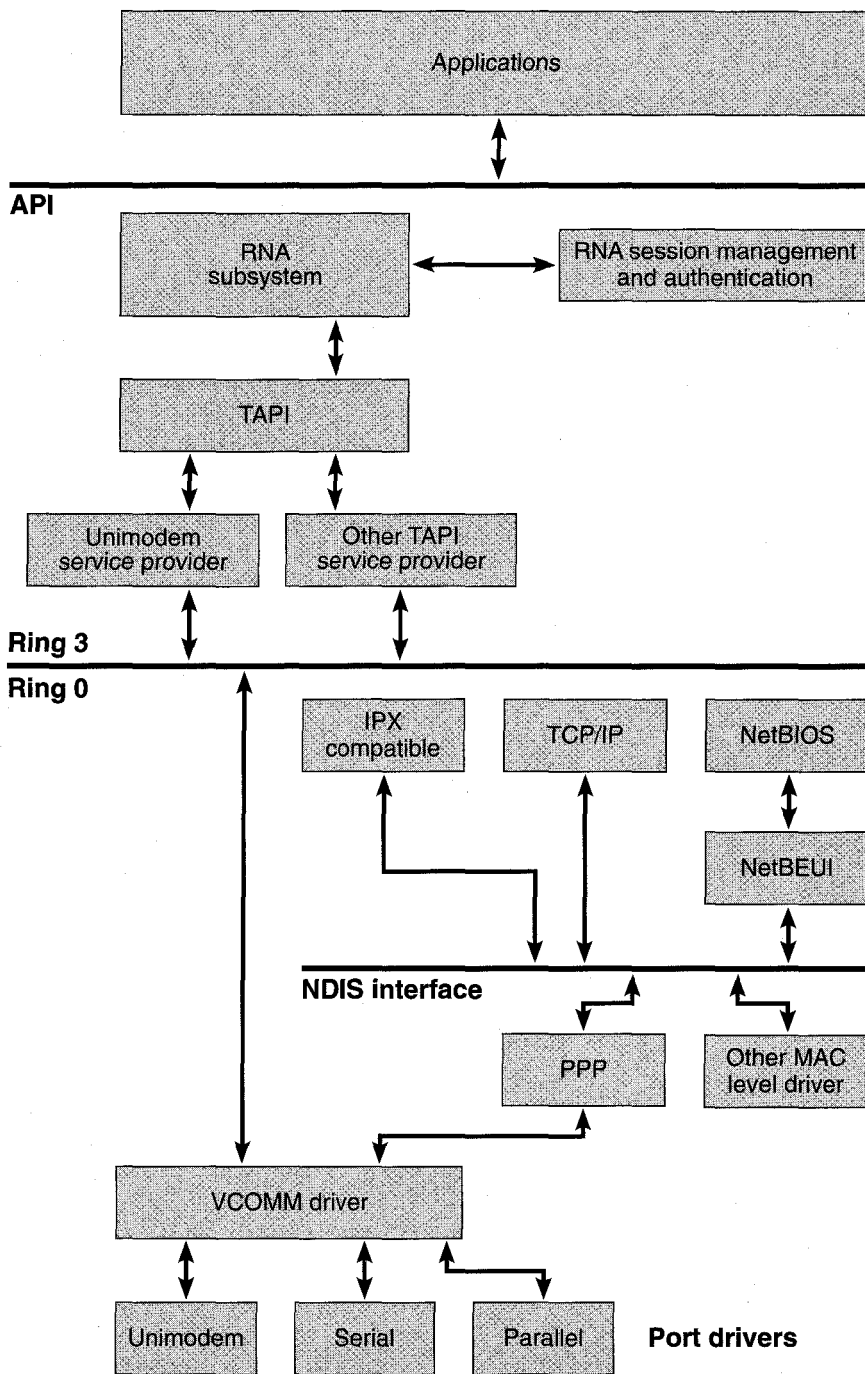 Applications
API
RNA
subsystem
RNA session management
and authentication
TAPI
Unimodem
service provider
Other TAPI
service provider
Ring 3
Ring 0
IPX
compatible
TCP/IP
NetBIOS
NetBEUI
NDIS interface
PPP
Other MAC
level driver
VCOMM driver
Unimodem
Serial
Parallel
Port drivers